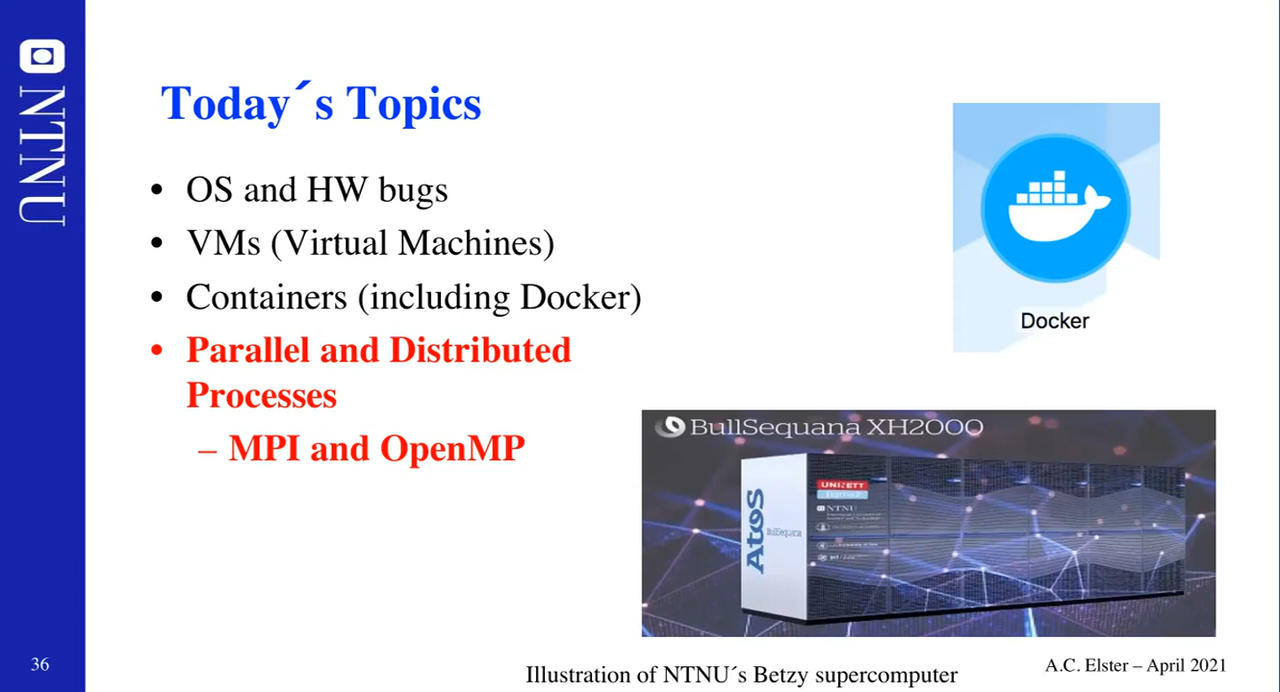 NTNU
Today´s Topics
• OS and HW bugs
• VMs (Virtual Machines)
• Containers (including Docker)
• Parallel and Distributed
Processes
– MPI and OpenMP
Docker
BullSequana XH2000
Atos
BullSequana
UNINETT
NTNU
36
Illustration of NTNU´s Betzy supercomputer
A.C. Elster – April 2021